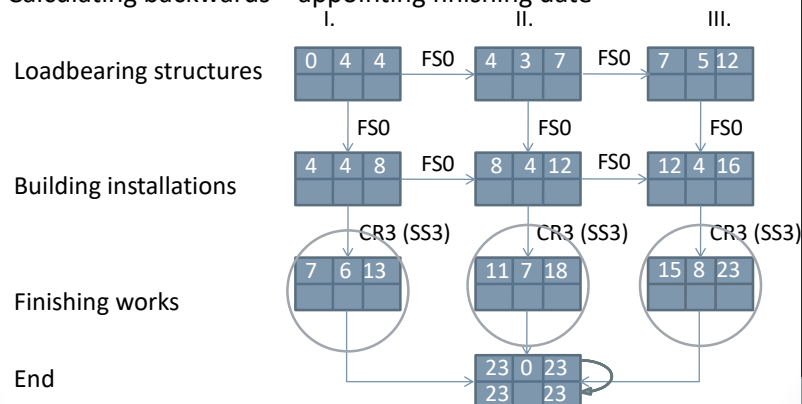 Calculating backwards – appointing finishing date
I. II. III.
Loadbearing structures 0 4 4 FS0 4 3 7 FS0 7 5 12
FS0 FS0 FS0
Building installations 4 4 8 FS0 8 4 12 FS0 12 4 16
CR3 (SS3) CR3 (SS3) CR3 (SS3)
7 6 13 11 7 18 15 8 23
Finishing works
End 23 0 23
23 23